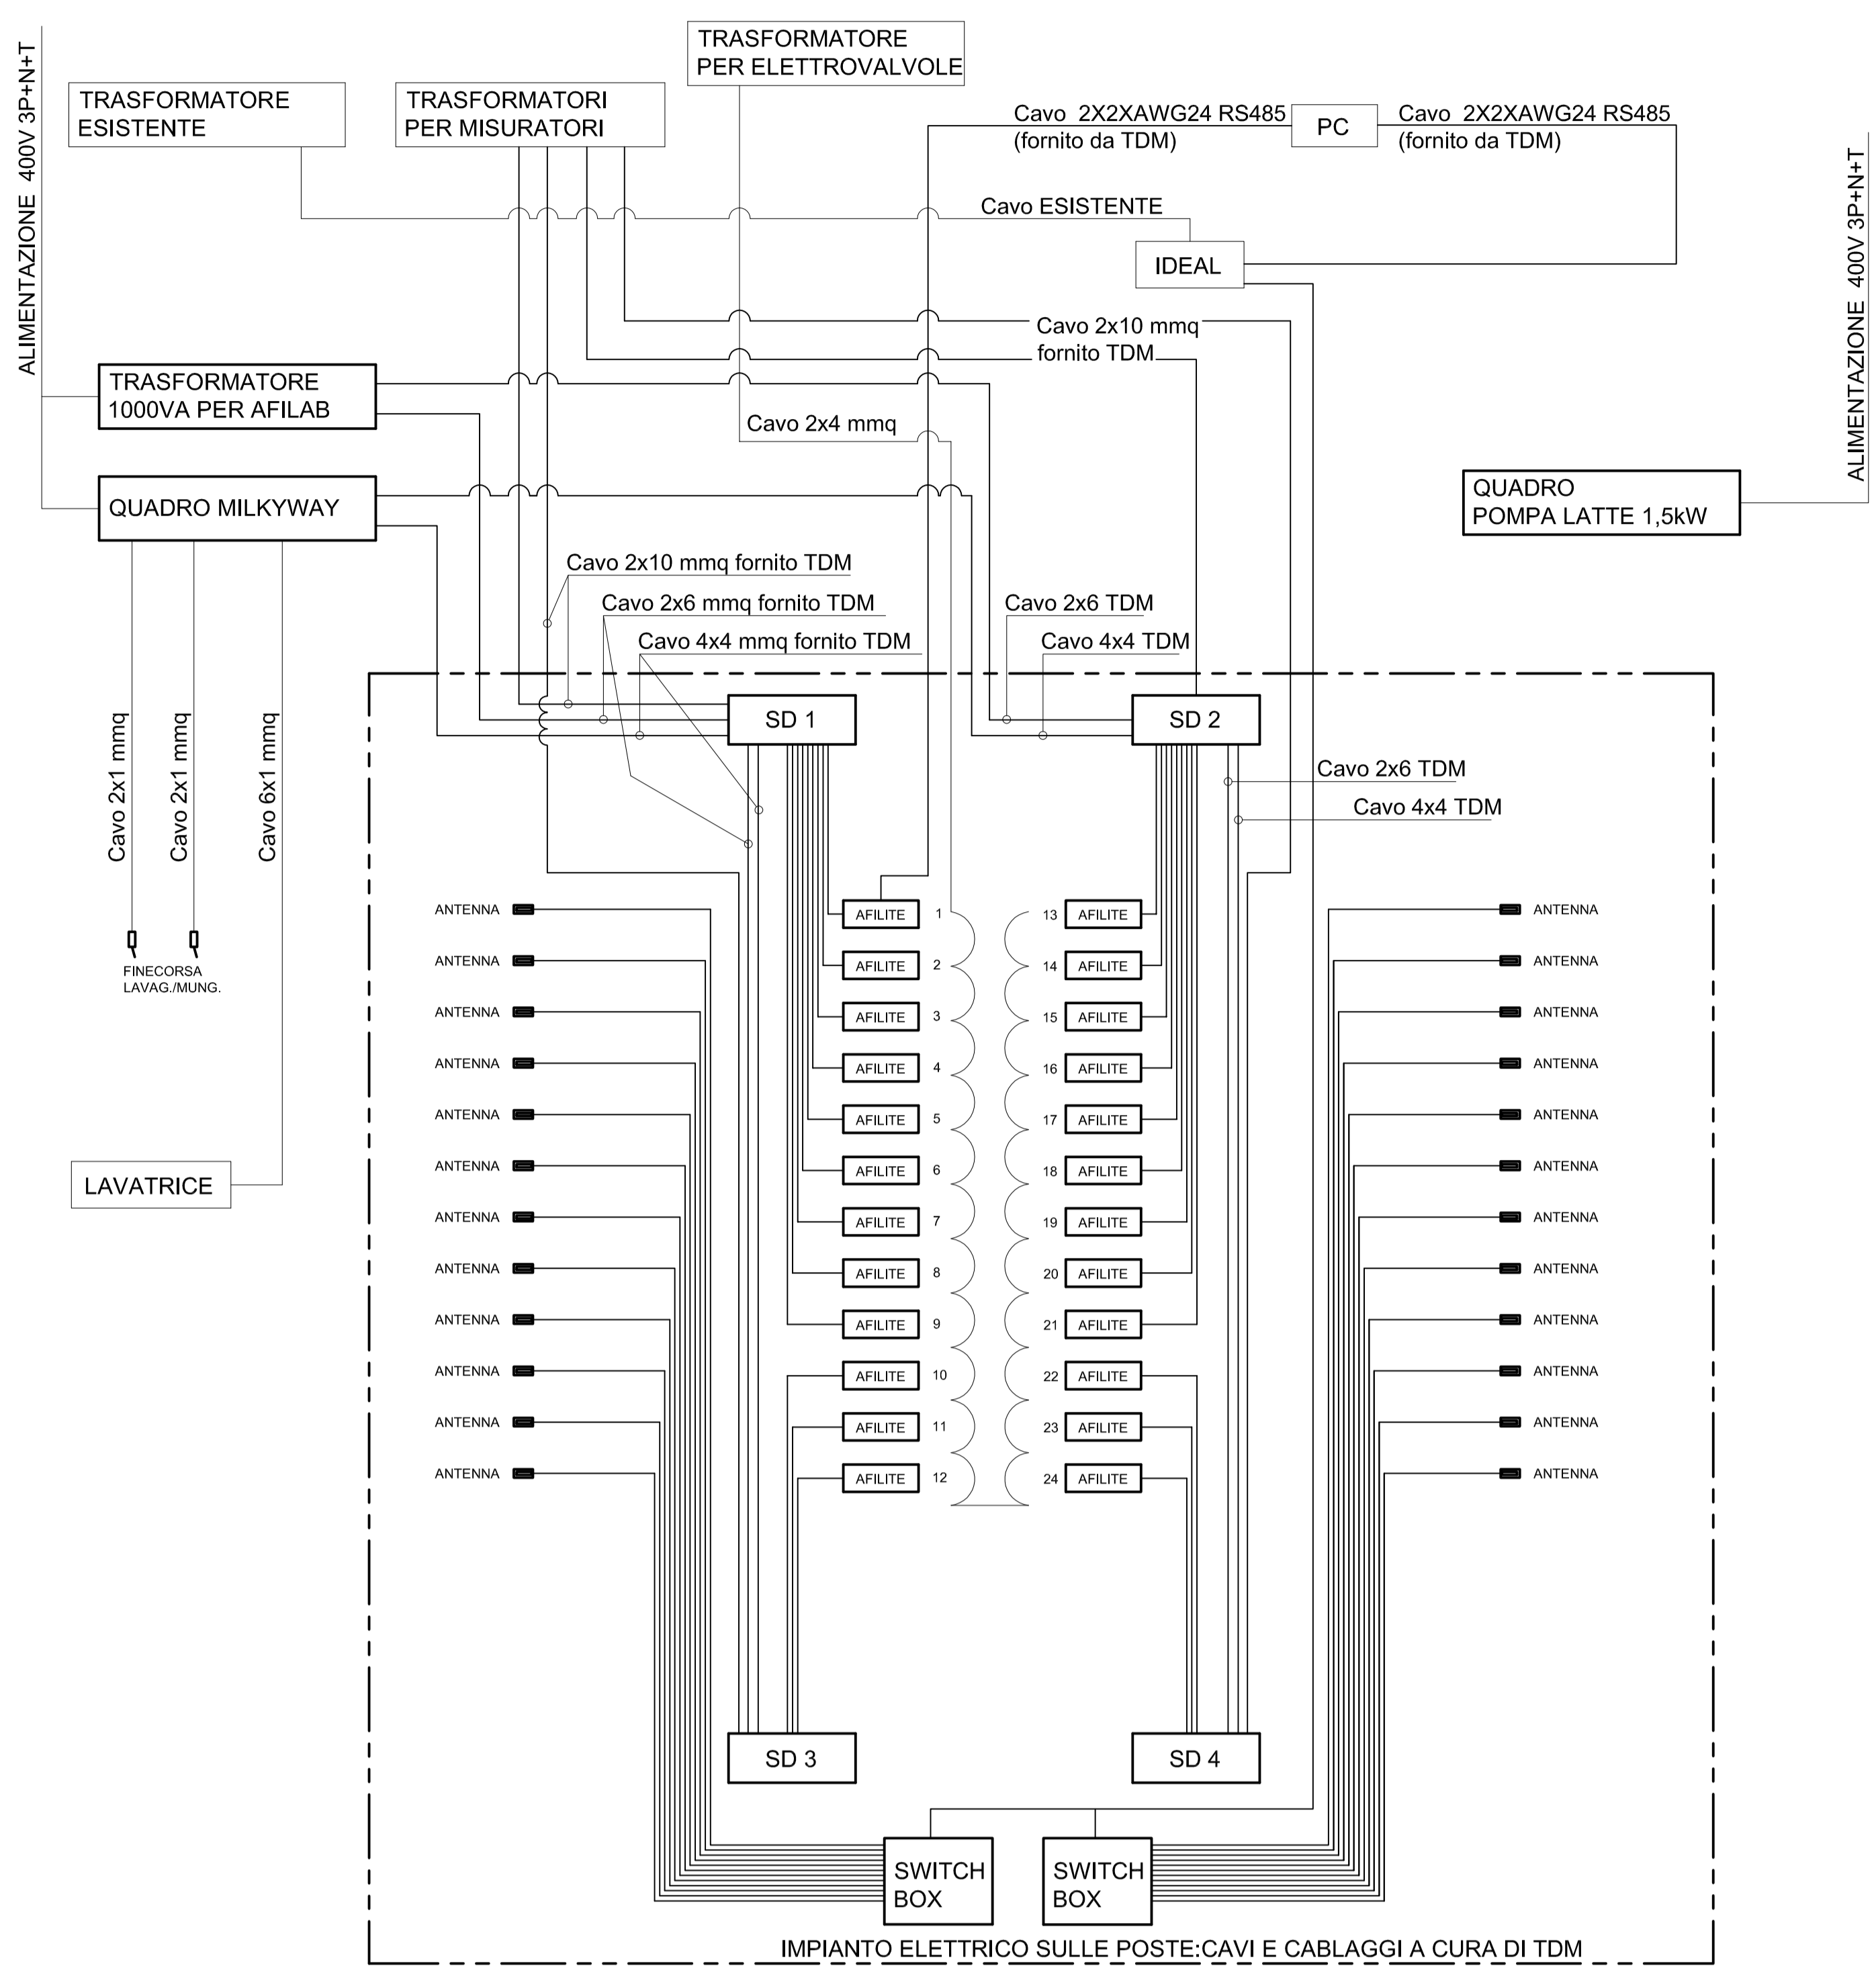 TRASFORMATORE
PER ELETTROVALVOLE
TRASFORMATORE
ESISTENTE
TRASFORMATORI
PER MISURATORI
Cavo 2X2XAWG24 RS485
(fornito da TDM)
PC
Cavo 2X2XAWG24 RS485
(fornito da TDM)
ALIMENTAZIONE 400V 3P+N+T
ALIMENTAZIONE 400V 3P+N+T
Cavo ESISTENTE
IDEAL
Cavo 2x10 mmq
fornito TDM
TRASFORMATORE
1000VA PER AFILAB
Cavo 2x4 mmq
QUADRO MILKYWAY
QUADRO
POMPA LATTE 1,5kW
Cavo 2x10 mmq fornito TDM
Cavo 2x6 mmq fornito TDM
Cavo 4x4 mmq fornito TDM
Cavo 2x6 TDM
Cavo 4x4 TDM
SD 1
SD 2
Cavo 2x6 TDM
Cavo 4x4 TDM
Cavo 2x1 mmq
Cavo 2x1 mmq
Cavo 6x1 mmq
FINECORSA
LAVAG./MUNG.
LAVATRICE
ANTENNA AFILITE 1 13 AFILITE ANTENNA
ANTENNA AFILITE 2 14 AFILITE ANTENNA
ANTENNA AFILITE 3 15 AFILITE ANTENNA
ANTENNA AFILITE 4 16 AFILITE ANTENNA
ANTENNA AFILITE 5 17 AFILITE ANTENNA
ANTENNA AFILITE 6 18 AFILITE ANTENNA
ANTENNA AFILITE 7 19 AFILITE ANTENNA
ANTENNA AFILITE 8 20 AFILITE ANTENNA
ANTENNA AFILITE 9 21 AFILITE ANTENNA
ANTENNA AFILITE 10 22 AFILITE ANTENNA
ANTENNA AFILITE 11 23 AFILITE ANTENNA
ANTENNA AFILITE 12 24 AFILITE ANTENNA
SD 3
SD 4
SWITCH
BOX
SWITCH
BOX
IMPIANTO ELETTRICO SULLE POSTE:CAVI E CABLAGGI A CURA DI TDM